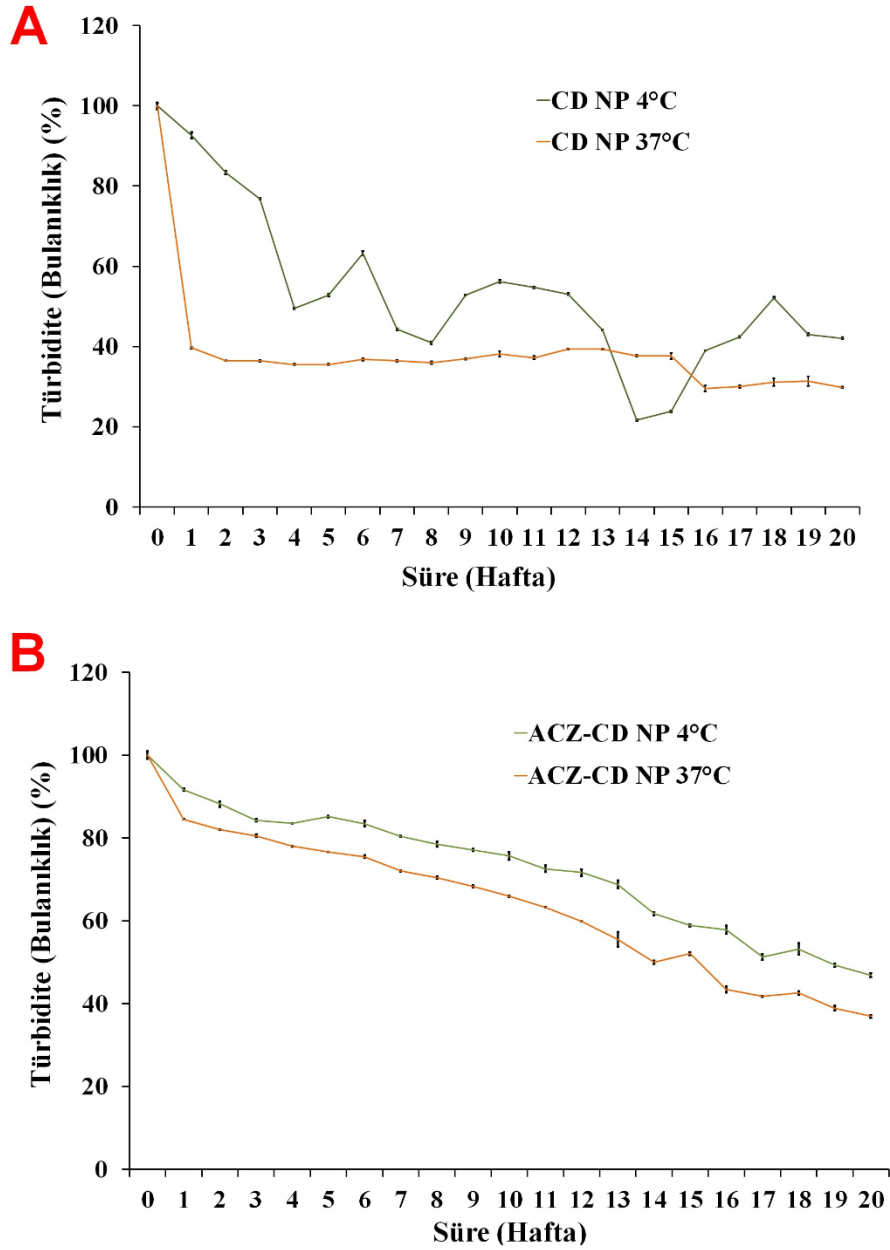 A
Türbidite (Bulanıklık) (%)
120
100
80
60
40
20
0
CD NP 4°C
CD NP 37°C
0 1 2 3 4 5 6 7 8 9 10 11 12 13 14 15 16 17 18 19 20
Süre (Hafta)
B
Türbidite (Bulanıklık) (%)
120
100
80
60
40
20
0
ACZ-CD NP 4°C
ACZ-CD NP 37°C
0 1 2 3 4 5 6 7 8 9 10 11 12 13 14 15 16 17 18 19 20
Süre (Hafta)